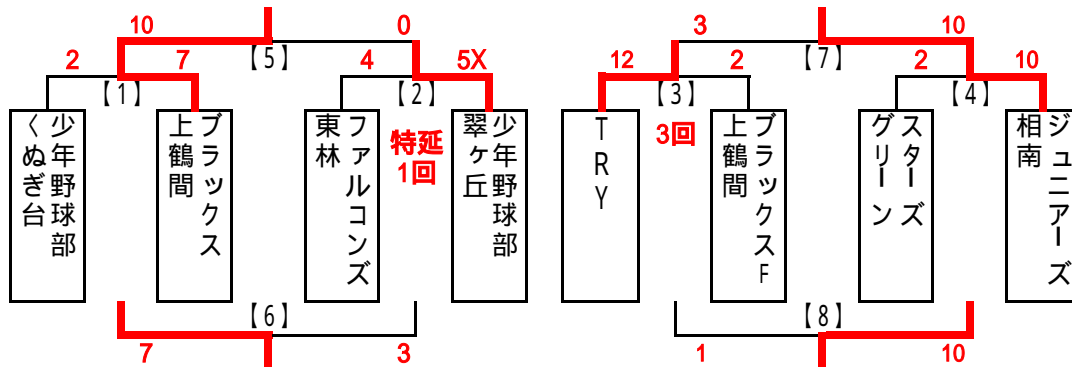 10
0
3
10
【5】
【7】
2
7
4
5X
12
2
2
10
【1】
【2】
【3】
【4】
くぬぎ台
少年野球部
上鶴間
ブラックス
東林
ファルコンズ
特延
1回
翠ヶ丘
少年野球部
TRY
3回
上鶴間
ブラックスF
グリーン
スターズ
相南
ジュニアーズ
【6】
【8】
7
3
1
10